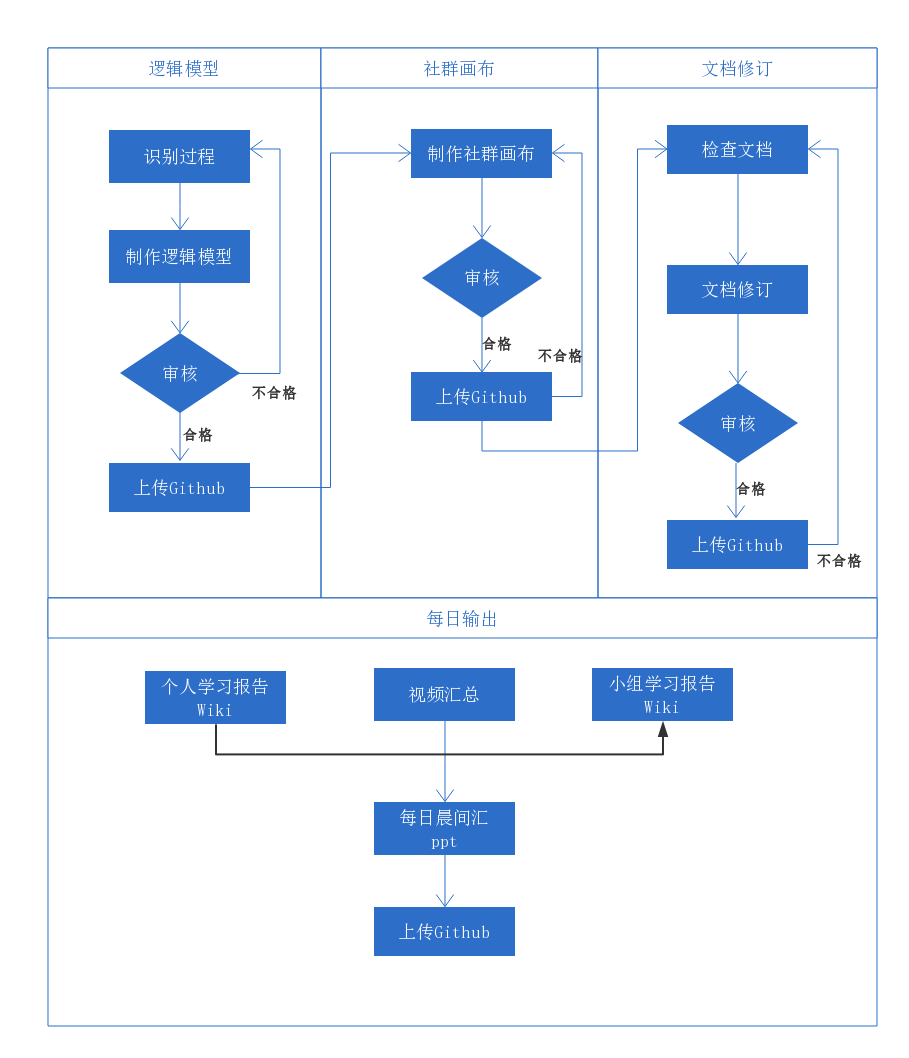 逻辑模型
识别过程
制作逻辑模型
审核
不合格
合格
上传Github
社群画布
制作社群画布
审核
合格
不合格
上传Github
文档修订
检查文档
文档修订
审核
合格
上传Github
不合格
每日输出
个人学习报告
Wiki
视频汇总
小组学习报告
Wiki
每日晨间汇
ppt
上传Github